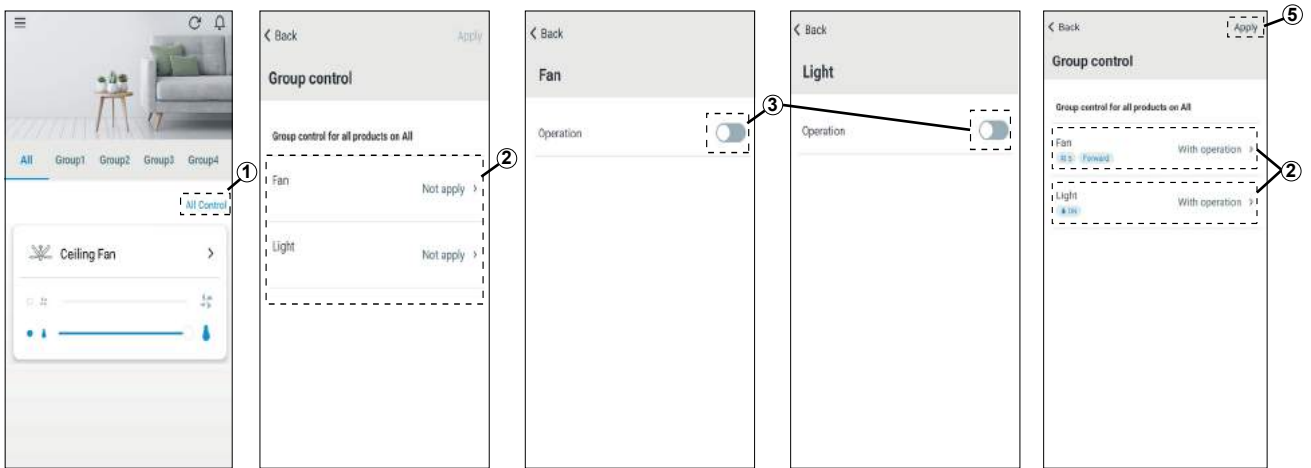 All Group1 Group2 Group3 Group4
①
All Control
Ceiling Fan
Back Apply
Group control
Group control for all products on All
②
Fan
Not apply
Light
Not apply
Back
Fan
③
Operation
Back
Light
Operation
⑤
Back Apply
Group control
Group control for all products on All
Fan
With operation
5 Forward
②
Light
With operation
ON